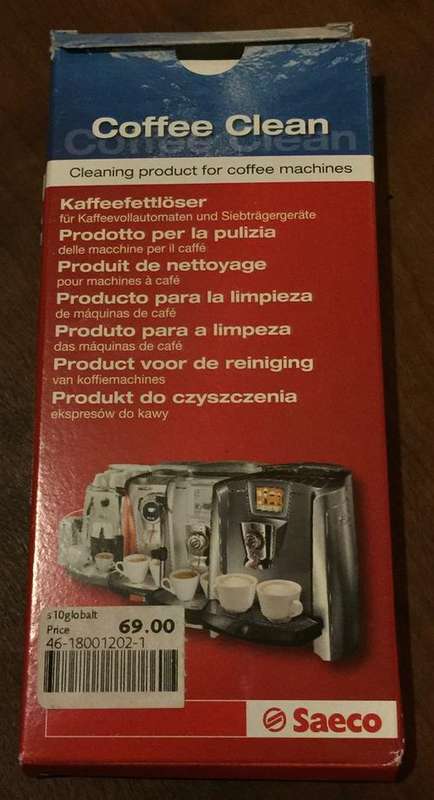 Coffee Clean
Coffee Clean
Cleaning product for coffee machines
Kaffeefettlöser
für Kaffeevollautomaten und Siebträgergeräte
Prodotto per la pulizia
delle macchine per il caffé
Produit de nettoyage
pour machines à café
Producto para la limpieza
de máquinas de café
Produto para a limpeza
das máquinas de café
Product voor de reiniging
van koffiemachines
Produkt do czyszczenia
ekspresów do kawy
s10globalt
Price 69.00
46-18001202-1
Saeco